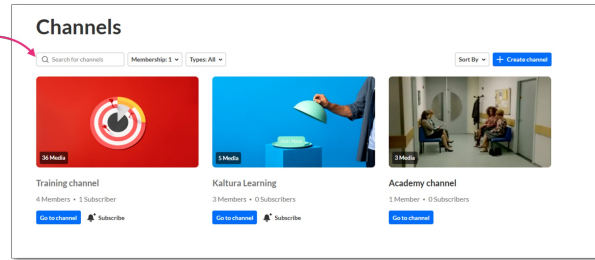 Channels
Search for channels
Membership: 1
Types: All
Sort By
+ Create channel
36 Media
5 Media
3 Media
Training channel
Kaltura Learning
Academy channel
4 Members • 1 Subscriber
3 Members • 0 Subscribers
1 Member • 0 Subscribers
Go to channel
Subscribe
Go to channel
Subscribe
Go to channel